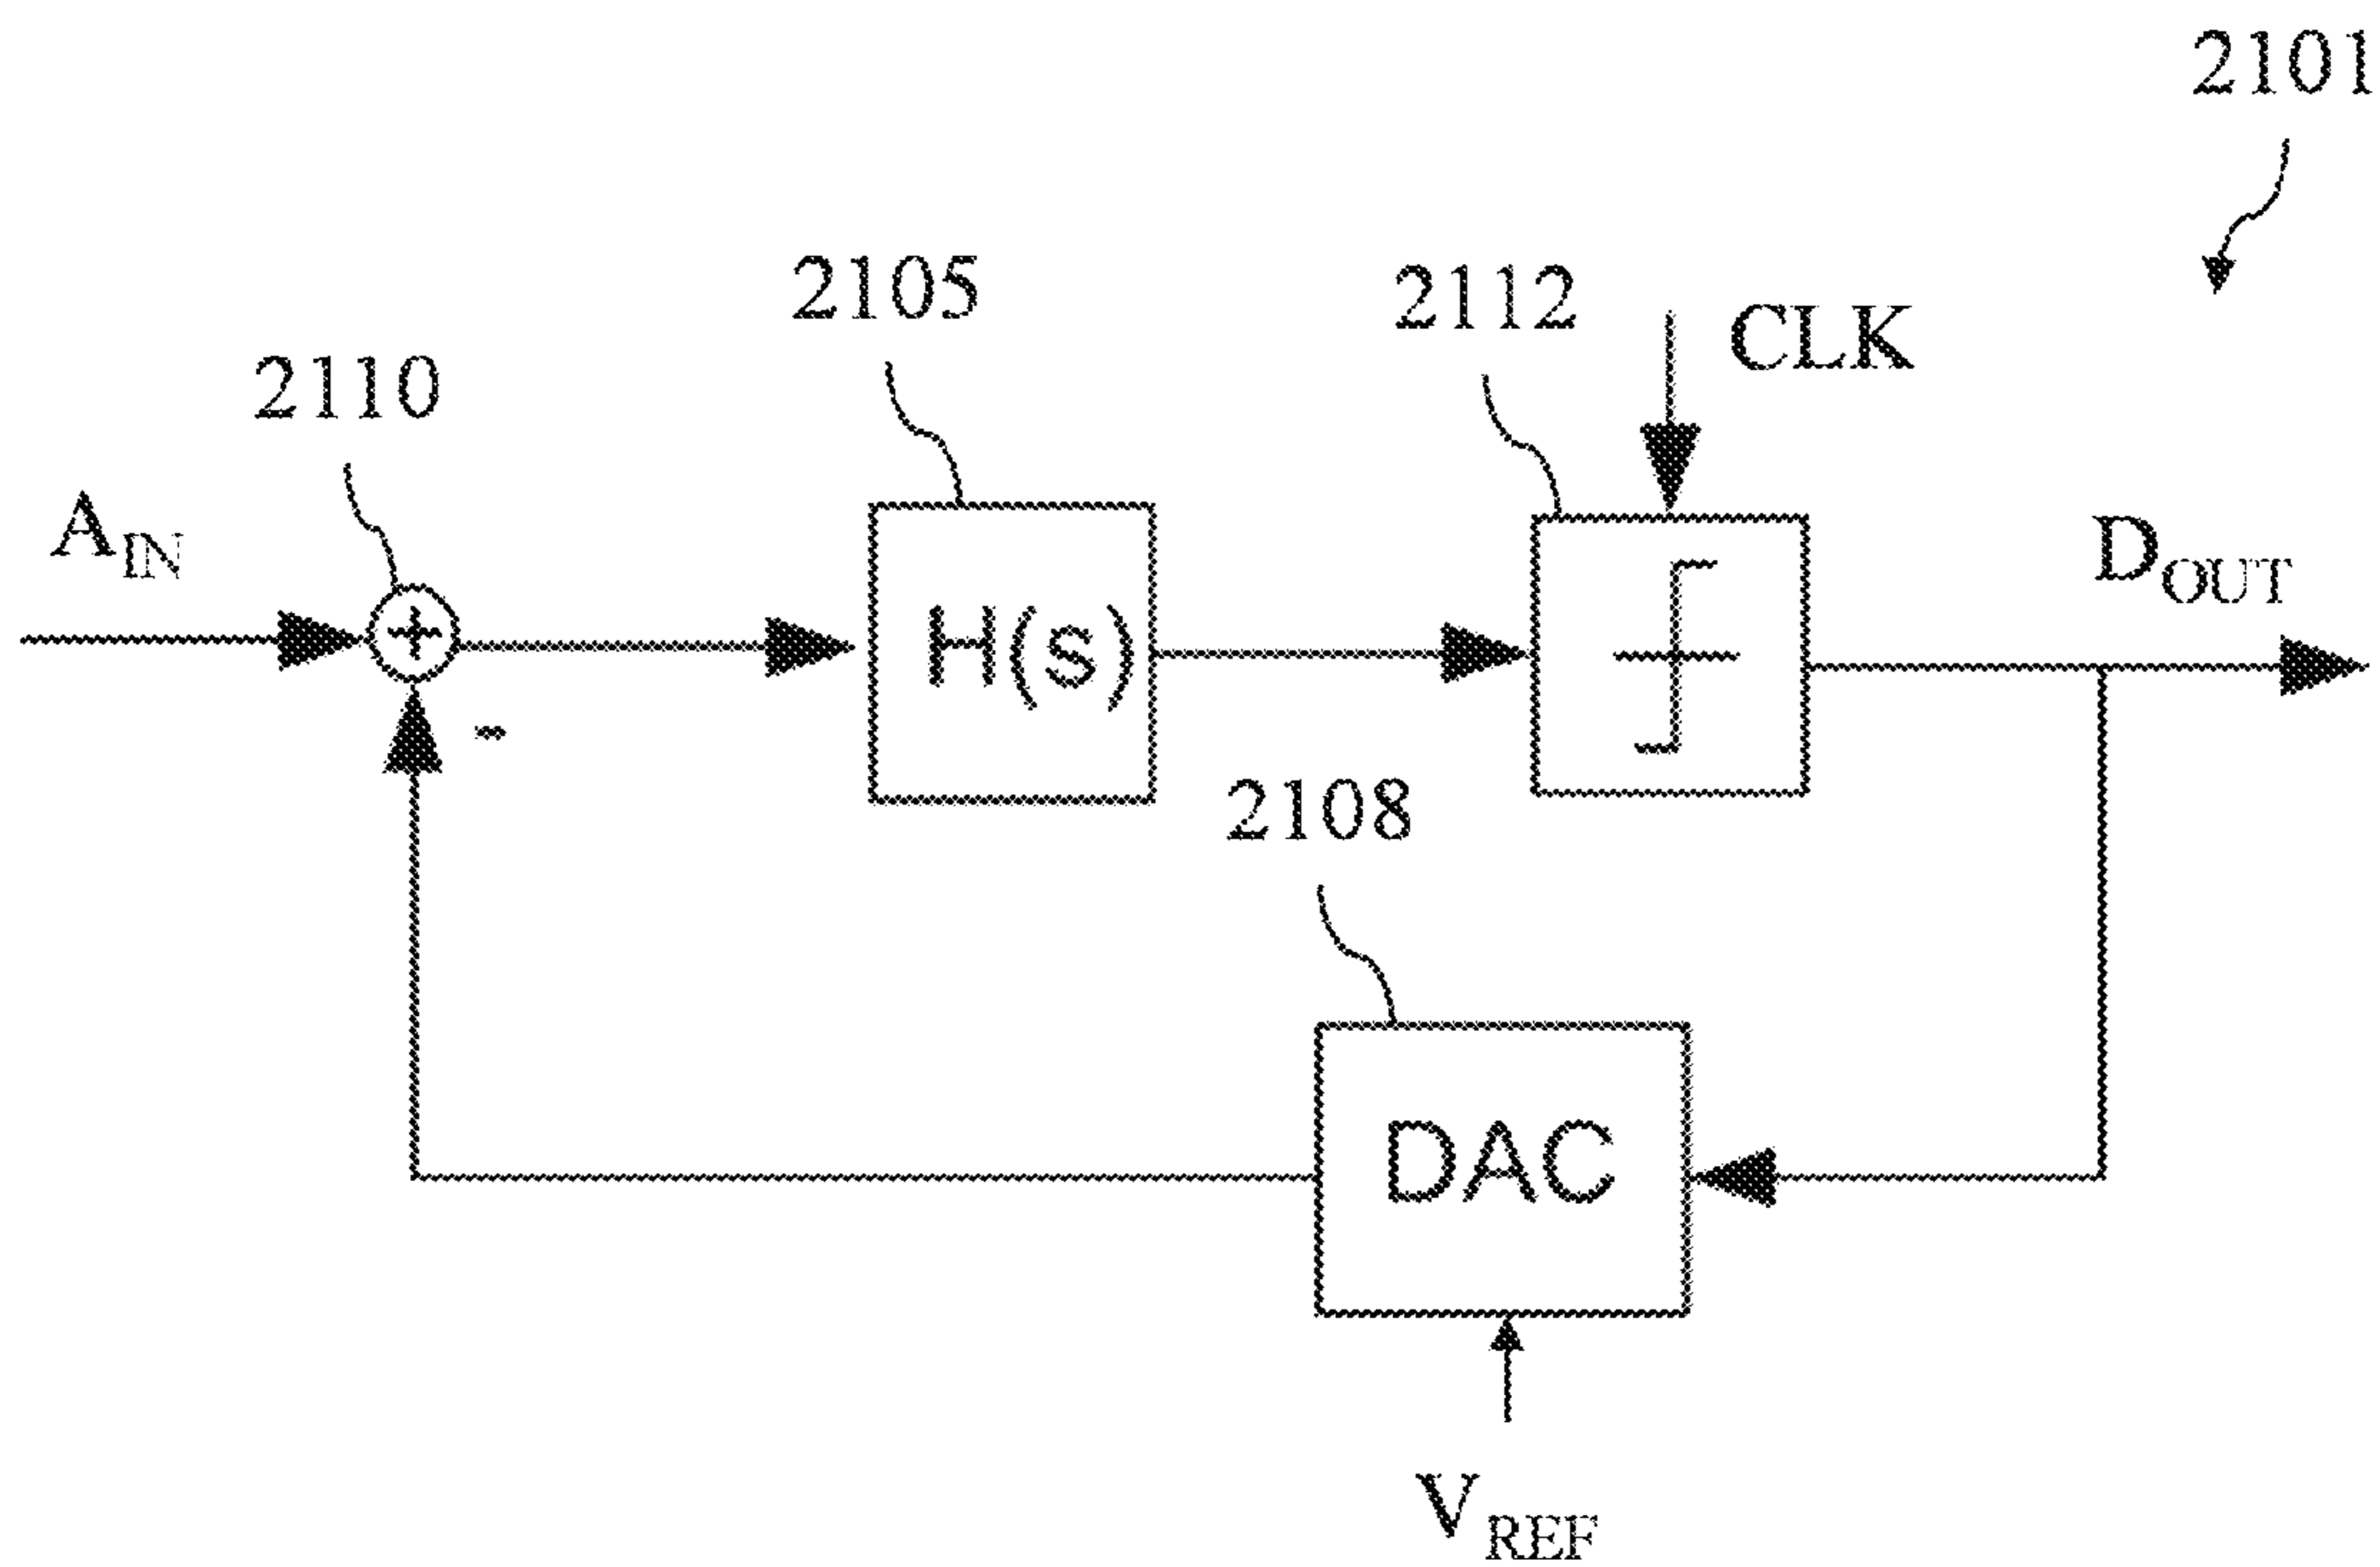 2101
2105
2112
CLK
2110
A_IN
+
H(s)
D_OUT
-
2108
DAC
V_REF